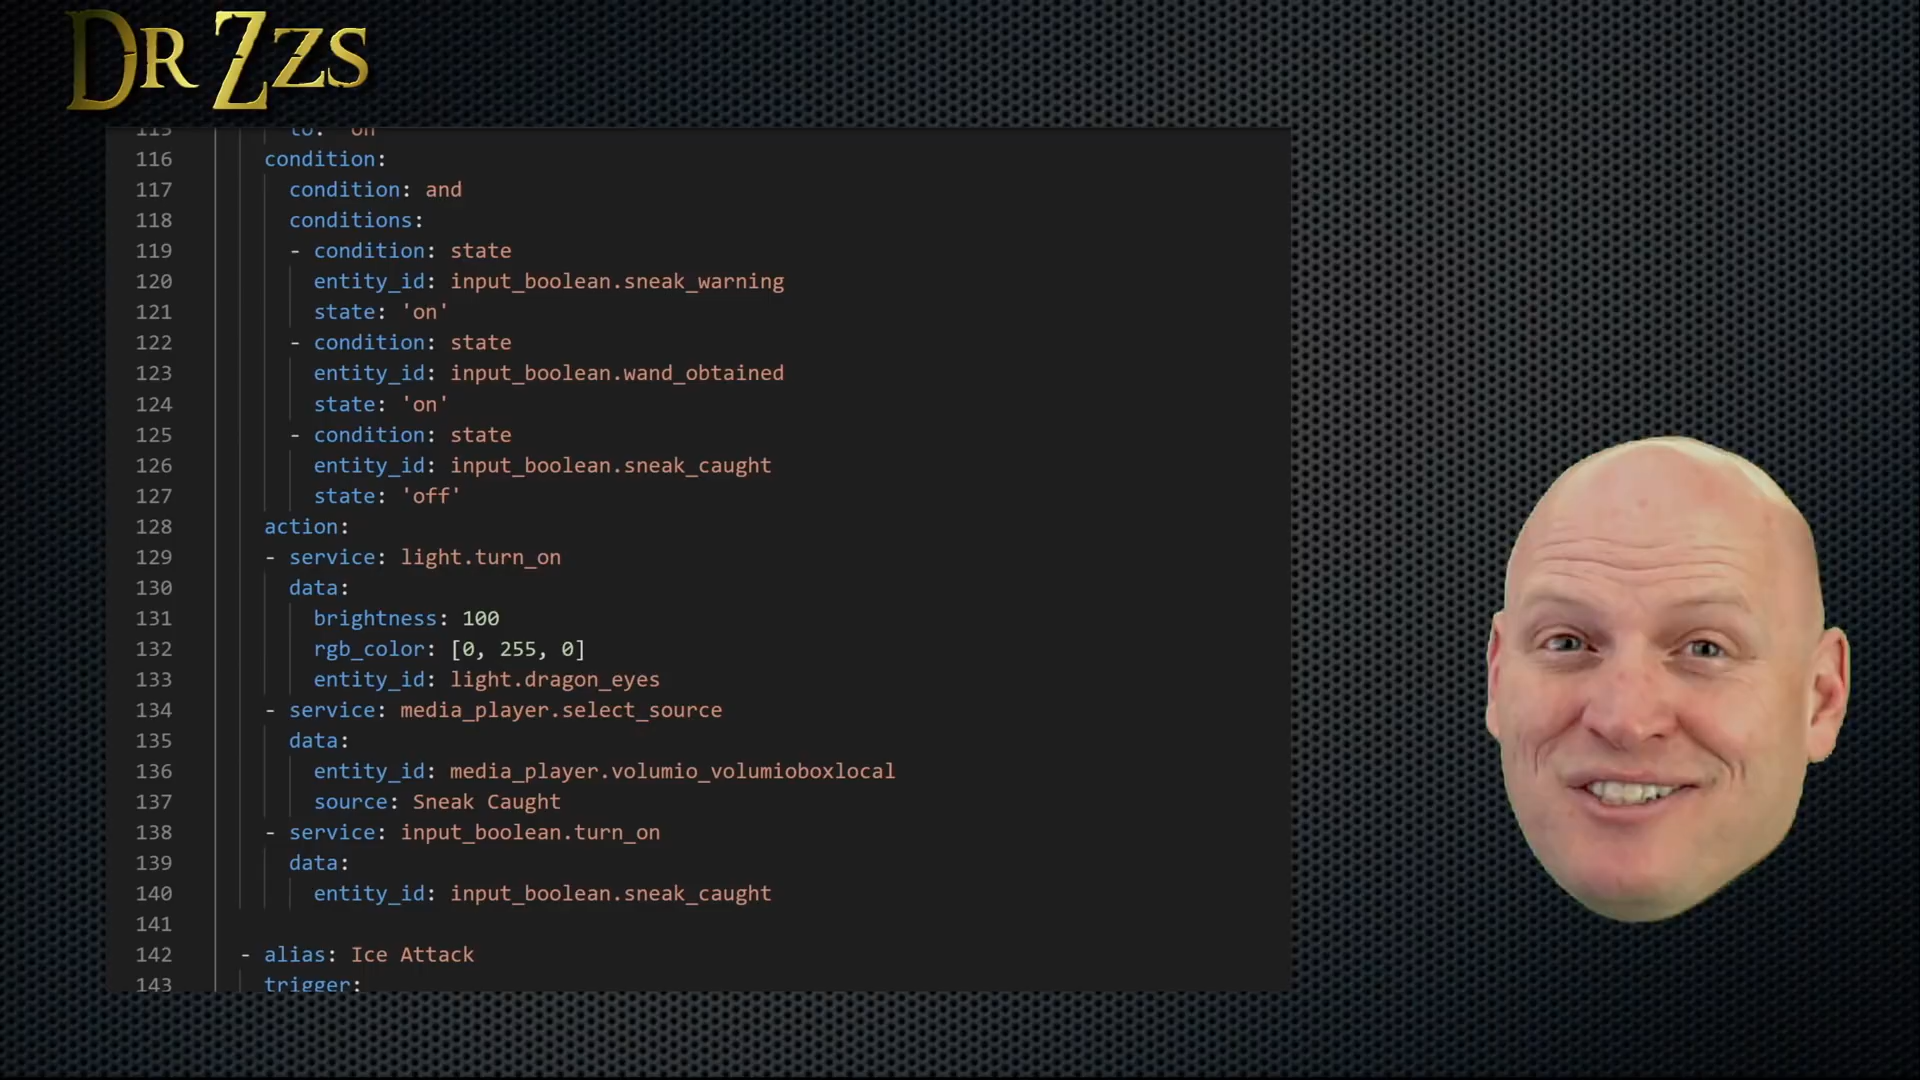 DR ZZS
115 to: 'on'
116 condition:
117 condition: and
118 conditions:
119 - condition: state
120 entity_id: input_boolean.sneak_warning
121 state: 'on'
122 - condition: state
123 entity_id: input_boolean.wand_obtained
124 state: 'on'
125 - condition: state
126 entity_id: input_boolean.sneak_caught
127 state: 'off'
128 action:
129 - service: light.turn_on
130 data:
131 brightness: 100
132 rgb_color: [0, 255, 0]
133 entity_id: light.dragon_eyes
134 - service: media_player.select_source
135 data:
136 entity_id: media_player.volumio_volumioboxlocal
137 source: Sneak Caught
138 - service: input_boolean.turn_on
139 data:
140 entity_id: input_boolean.sneak_caught
141
142 - alias: Ice Attack
143 trigger: